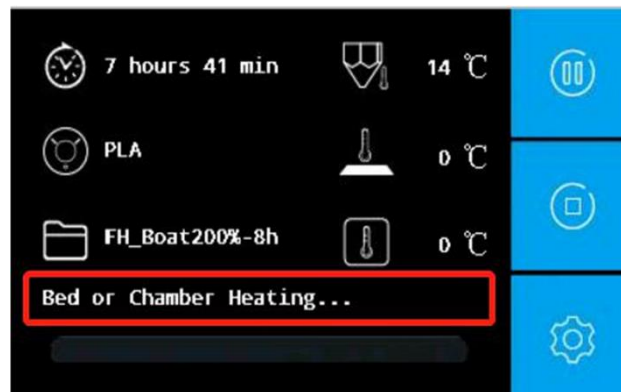 7 hours 41 min
14 ℃
PLA
0 ℃
FH_Boat200%-8h
0 ℃
Bed or Chamber Heating...